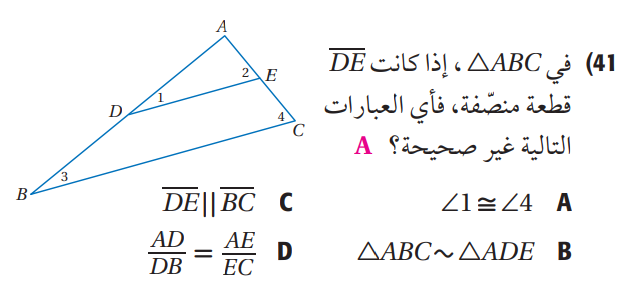 41) في △ABC ، إذا كانت DE
قطعة منصّفة، فأي العبارات
التالية غير صحيحة؟ A
A ∠1 ≅ ∠4
B △ABC ~ △ADE
C DE || BC
D AD/DB = AE/EC
A
2 E
1
D
4
C
3
B